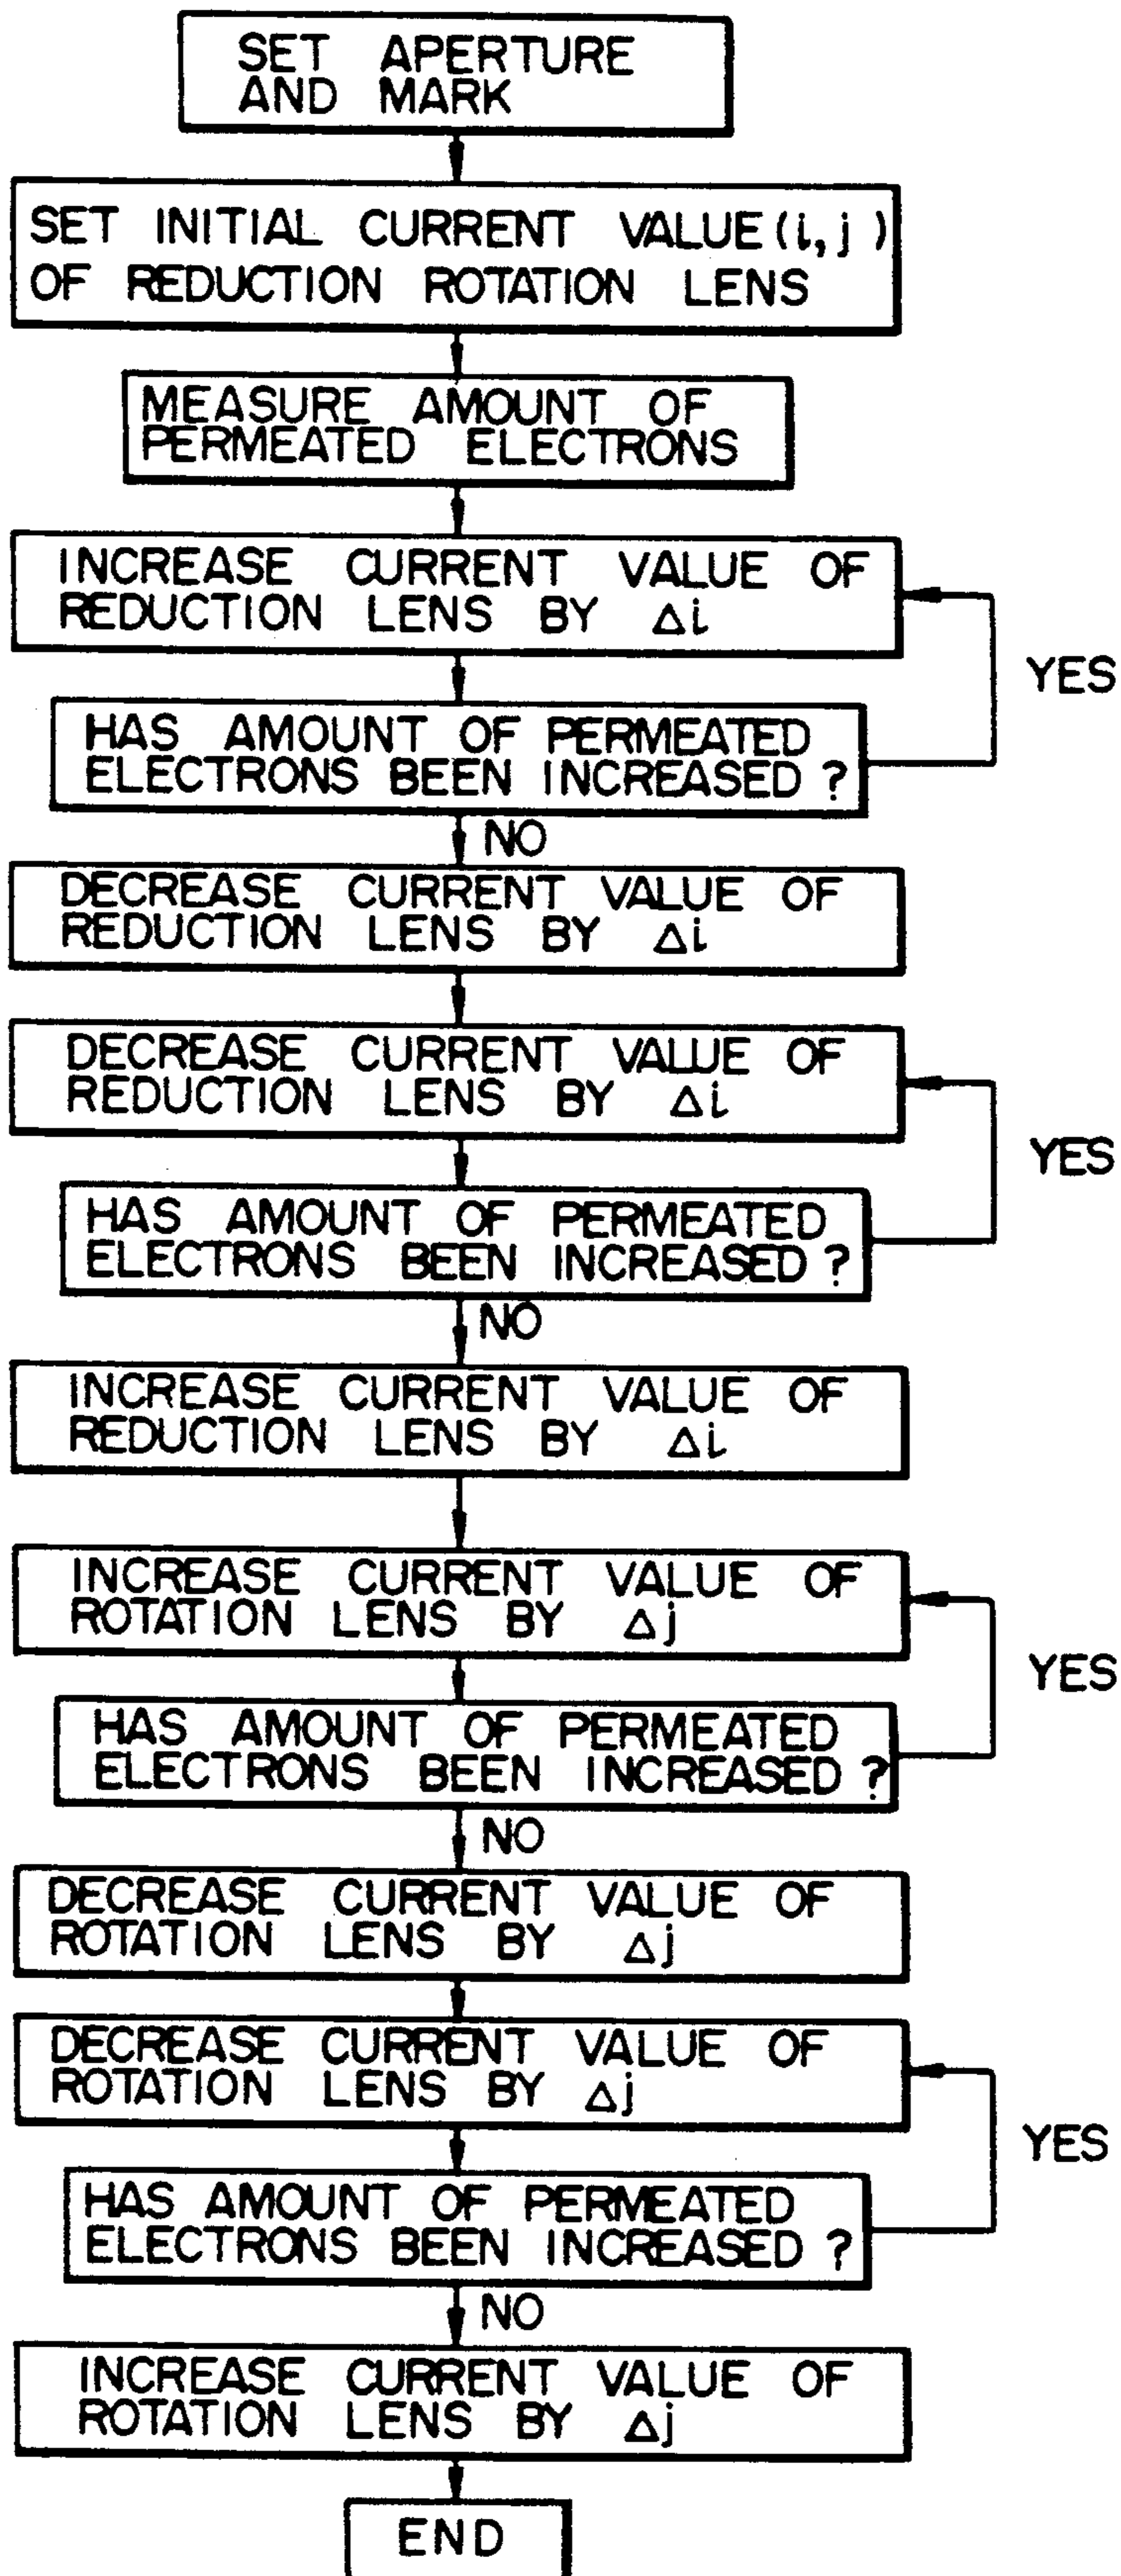 SET APERTURE
AND MARK
SET INITIAL CURRENT VALUE (i, j)
OF REDUCTION ROTATION LENS
MEASURE AMOUNT OF
PERMEATED ELECTRONS
INCREASE CURRENT VALUE OF
REDUCTION LENS BY Δi
YES
HAS AMOUNT OF PERMEATED
ELECTRONS BEEN INCREASED ?
NO
DECREASE CURRENT VALUE OF
REDUCTION LENS BY Δi
DECREASE CURRENT VALUE OF
REDUCTION LENS BY Δi
YES
HAS AMOUNT OF PERMEATED
ELECTRONS BEEN INCREASED ?
NO
INCREASE CURRENT VALUE OF
REDUCTION LENS BY Δi
INCREASE CURRENT VALUE OF
ROTATION LENS BY Δj
YES
HAS AMOUNT OF PERMEATED
ELECTRONS BEEN INCREASED ?
NO
DECREASE CURRENT VALUE OF
ROTATION LENS BY Δj
DECREASE CURRENT VALUE OF
ROTATION LENS BY Δj
YES
HAS AMOUNT OF PERMEATED
ELECTRONS BEEN INCREASED ?
NO
INCREASE CURRENT VALUE OF
ROTATION LENS BY Δj
END